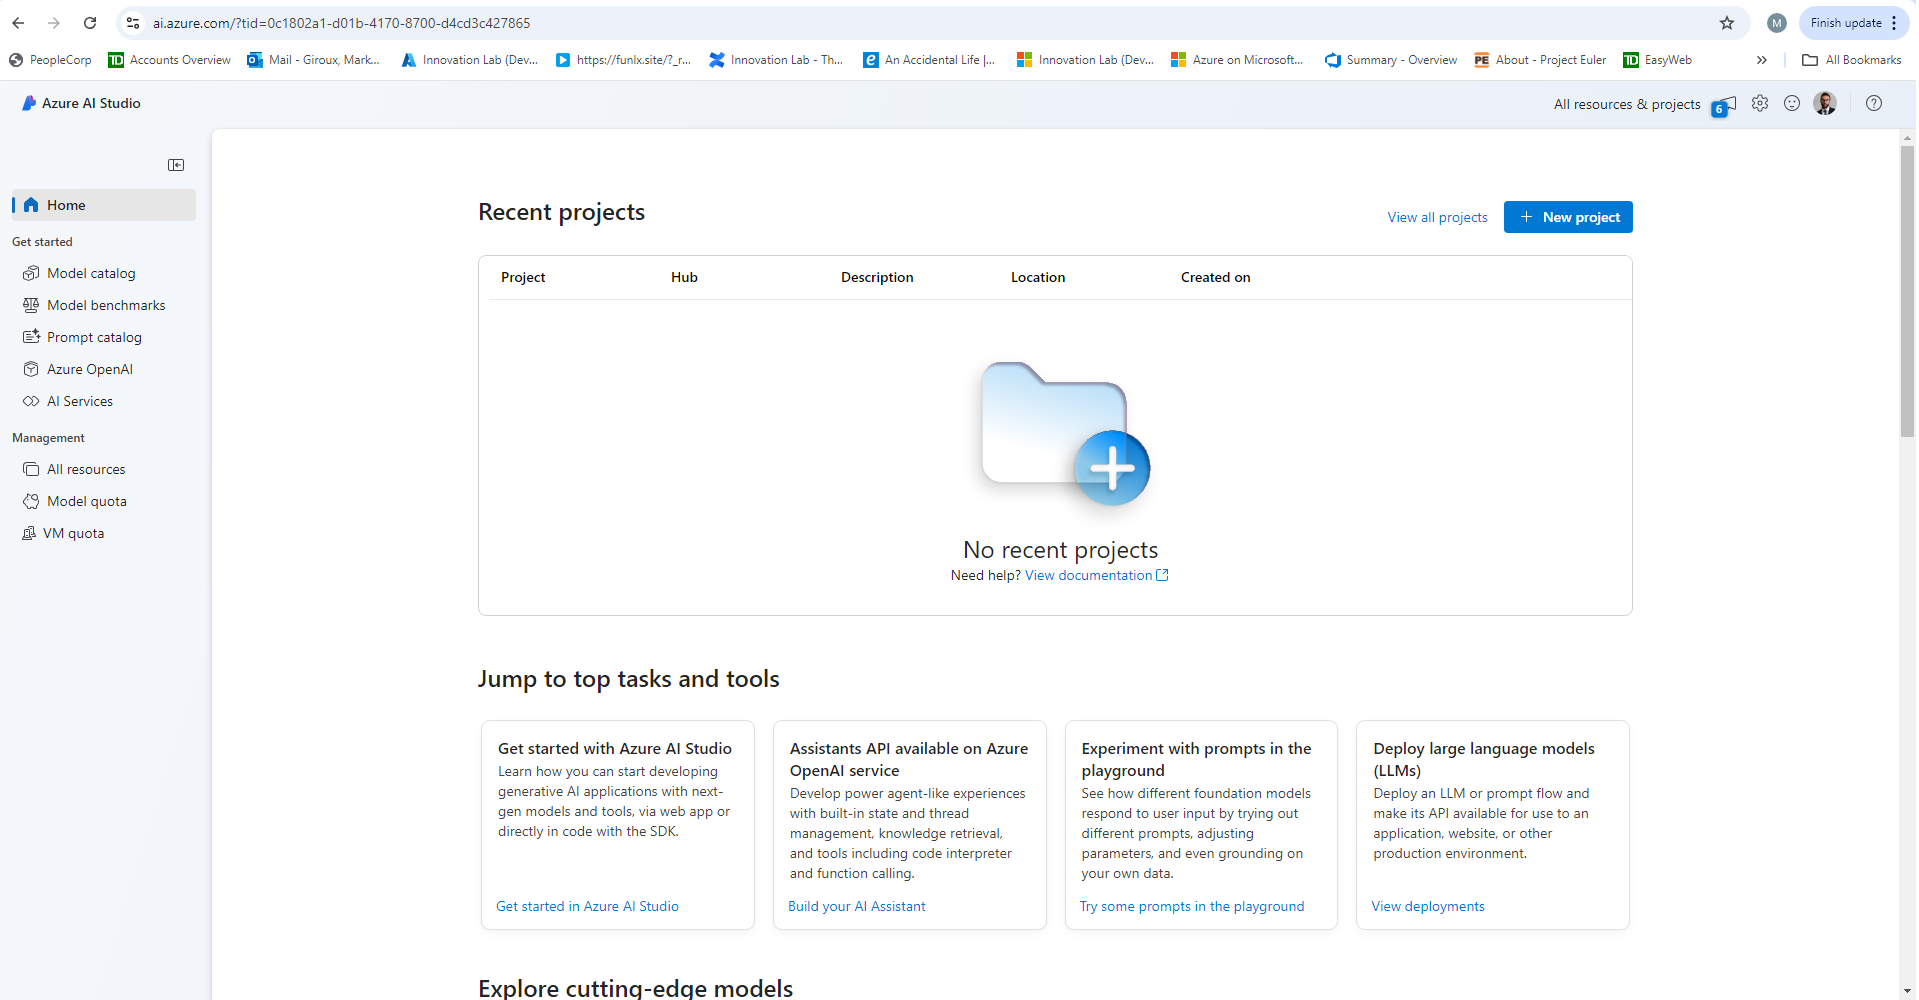 ai.azure.com/?tid=0c1802a1-d01b-4170-8700-d4cd3c427865
M
Finish update
PeopleCorp
TD
Accounts Overview
Mail - Giroux, Mark...
Innovation Lab (Dev...
https://funlx.site/?_r...
Innovation Lab - Th...
e
An Accidental Life |...
Innovation Lab (Dev...
Azure on Microsoft...
Summary - Overview
PE
About - Project Euler
TD
EasyWeb
»
All Bookmarks
Azure AI Studio
All resources & projects
6
Home
Get started
Model catalog
Model benchmarks
Prompt catalog
Azure OpenAI
AI Services
Management
All resources
Model quota
VM quota
Recent projects
View all projects
+ New project
Project Hub Description Location Created on
No recent projects
Need help? View documentation
Jump to top tasks and tools
Get started with Azure AI Studio
Learn how you can start developing
generative AI applications with next-
gen models and tools, via web app or
directly in code with the SDK.
Get started in Azure AI Studio
Assistants API available on Azure
OpenAI service
Develop power agent-like experiences
with built-in state and thread
management, knowledge retrieval,
and tools including code interpreter
and function calling.
Build your AI Assistant
Experiment with prompts in the
playground
See how different foundation models
respond to user input by trying out
different prompts, adjusting
parameters, and even grounding on
your own data.
Try some prompts in the playground
Deploy large language models
(LLMs)
Deploy an LLM or prompt flow and
make its API available for use to an
application, website, or other
production environment.
View deployments
Explore cutting-edge models